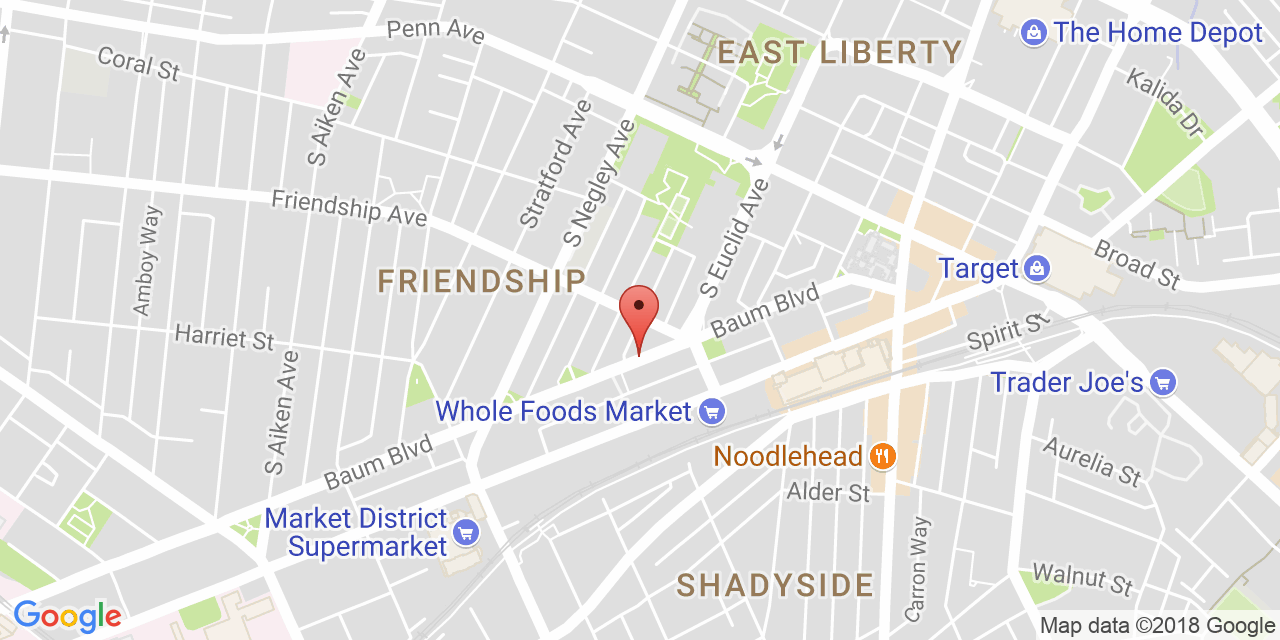 Penn Ave
EAST LIBERTY
The Home Depot
Coral St
S Aiken Ave
Kalida Dr
Stratford Ave
S Negley Ave
Friendship Ave
S Euclid Ave
Amboy Way
Broad St
Target
FRIENDSHIP
Baum Blvd
Harriet St
Spirit St
Trader Joe's
S Aiken Ave
Whole Foods Market
Baum Blvd
Noodlehead
Aurelia St
Alder St
Market District
Supermarket
Carron Way
SHADYSIDE
Walnut St
Google
Map data ©2018 Google